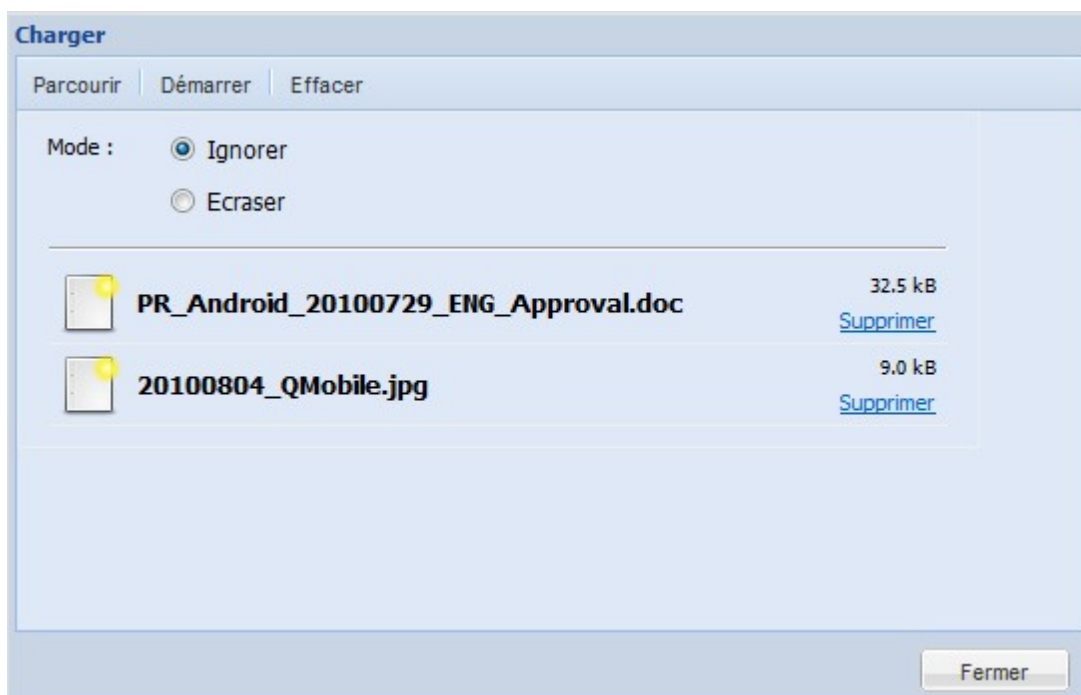 Charger
Parcourir Démarrer Effacer
Mode : Ignorer
Ecraser
PR_Android_20100729_ENG_Approval.doc 32.5 kB
Supprimer
20100804_QMobile.jpg 9.0 kB
Supprimer
Fermer